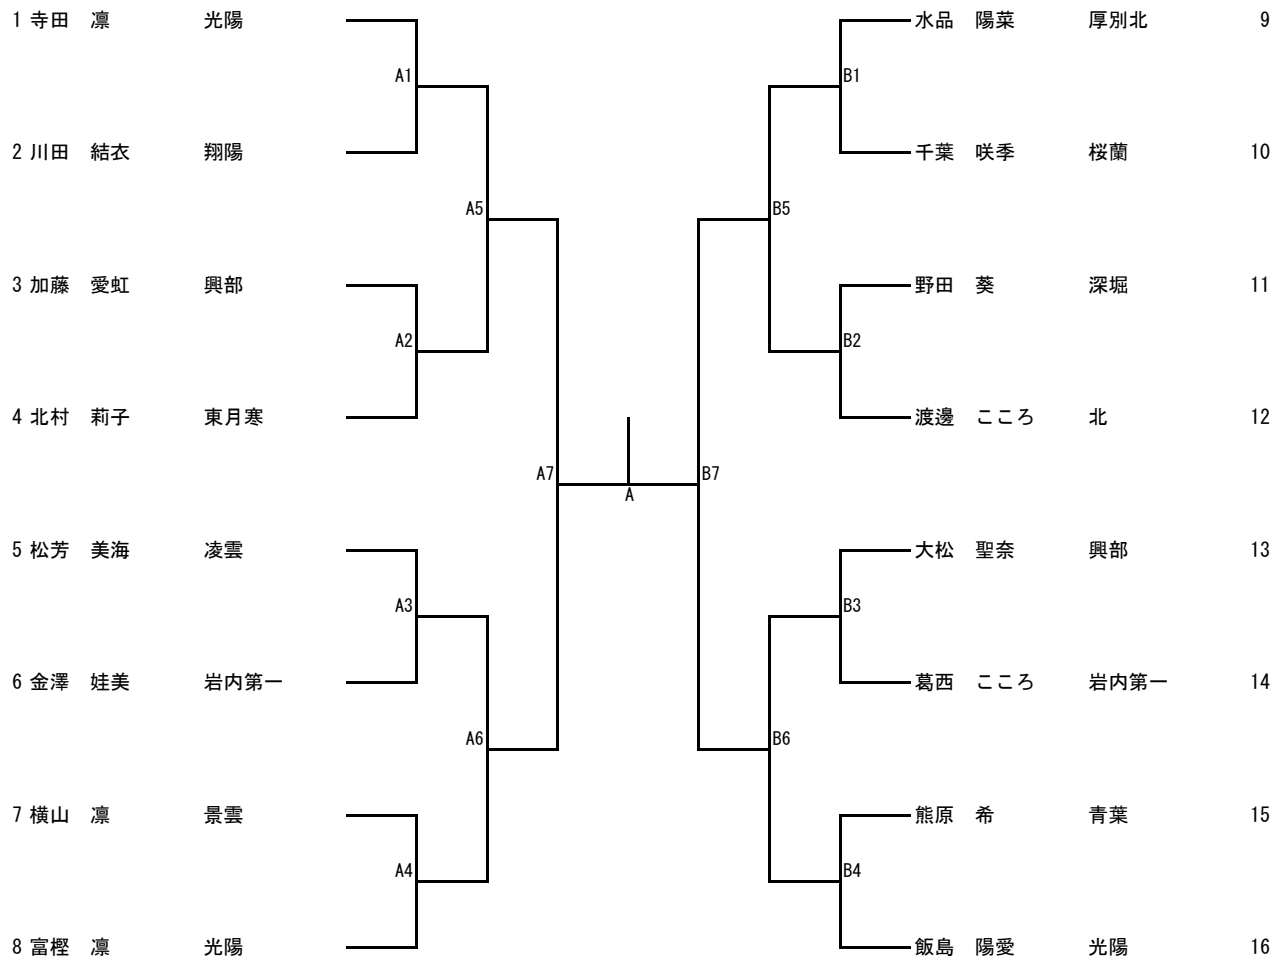 1 寺田 凛 光陽
水品 陽菜 厚別北 9
A1
B1
2 川田 結衣 翔陽
千葉 咲季 桜蘭 10
A5
B5
3 加藤 愛虹 興部
野田 葵 深堀 11
A2
B2
4 北村 莉子 東月寒
渡邊 こころ 北 12
A7
B7
A
5 松芳 美海 凌雲
大松 聖奈 興部 13
A3
B3
6 金澤 娃美 岩内第一
葛西 こころ 岩内第一 14
A6
B6
7 横山 凛 景雲
熊原 希 青葉 15
A4
B4
8 富樫 凛 光陽
飯島 陽愛 光陽 16